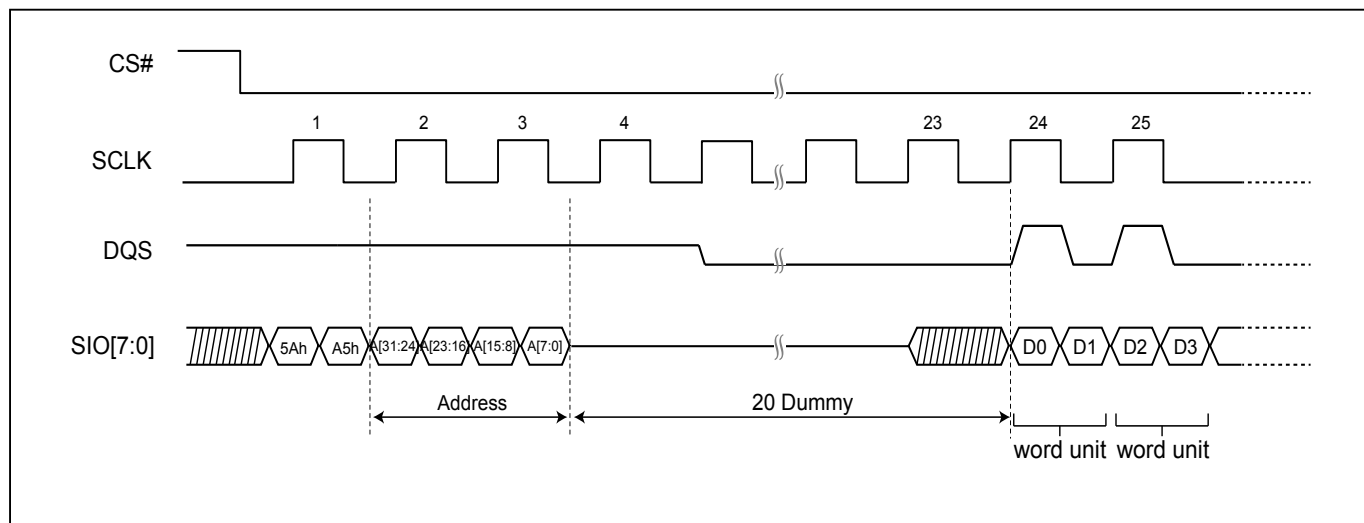 CS#
1 2 3 4 23 24 25
SCLK
DQS
SIO[7:0] 5Ah A5h A[31:24] A[23:16] A[15:8] A[7:0] D0 D1 D2 D3
Address 20 Dummy
word unit word unit